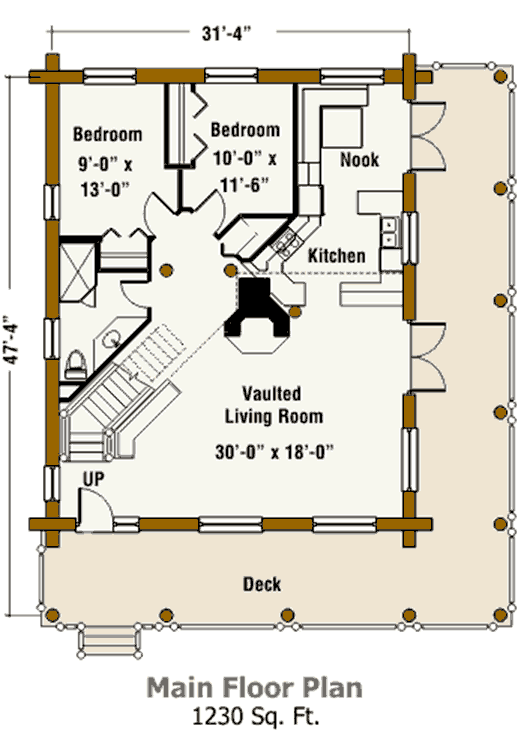 31'-4"
Bedroom
9'-0" x
13'-0"
Bedroom
10'-0" x
11'-6"
Nook
Kitchen
47'-4"
Vaulted
Living Room
30'-0" x 18'-0"
UP
Deck
Main Floor Plan
1230 Sq. Ft.